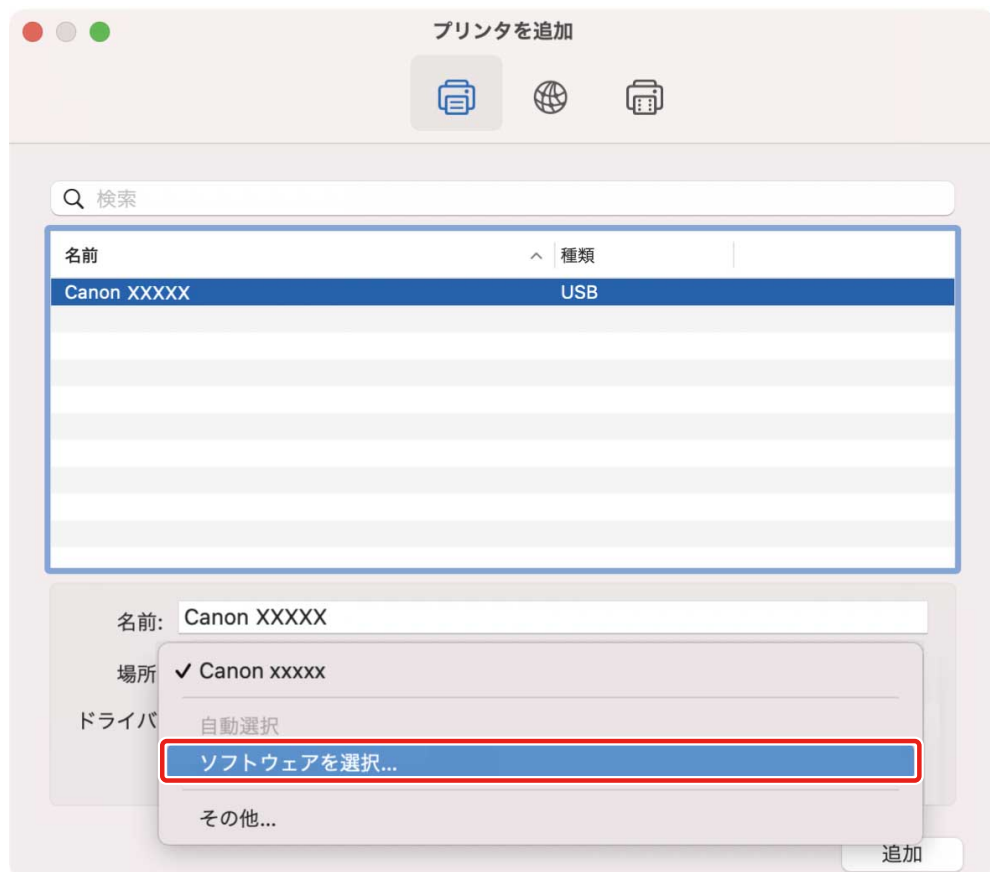 プリンタを追加
検索
名前 種類
Canon XXXXX USB
名前: Canon XXXXX
場所 ✓ Canon xxxxx
ドライバ 自動選択
ソフトウェアを選択...
その他...
追加